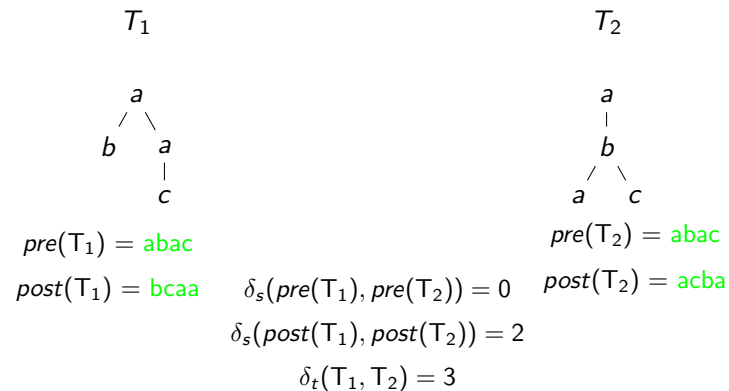 T₁ T₂
a a
b a b
c a c
pre(T₁) = abac pre(T₂) = abac
post(T₁) = bcaa δₛ(pre(T₁), pre(T₂)) = 0 post(T₂) = acba
δₛ(post(T₁), post(T₂)) = 2
δₜ(T₁, T₂) = 3